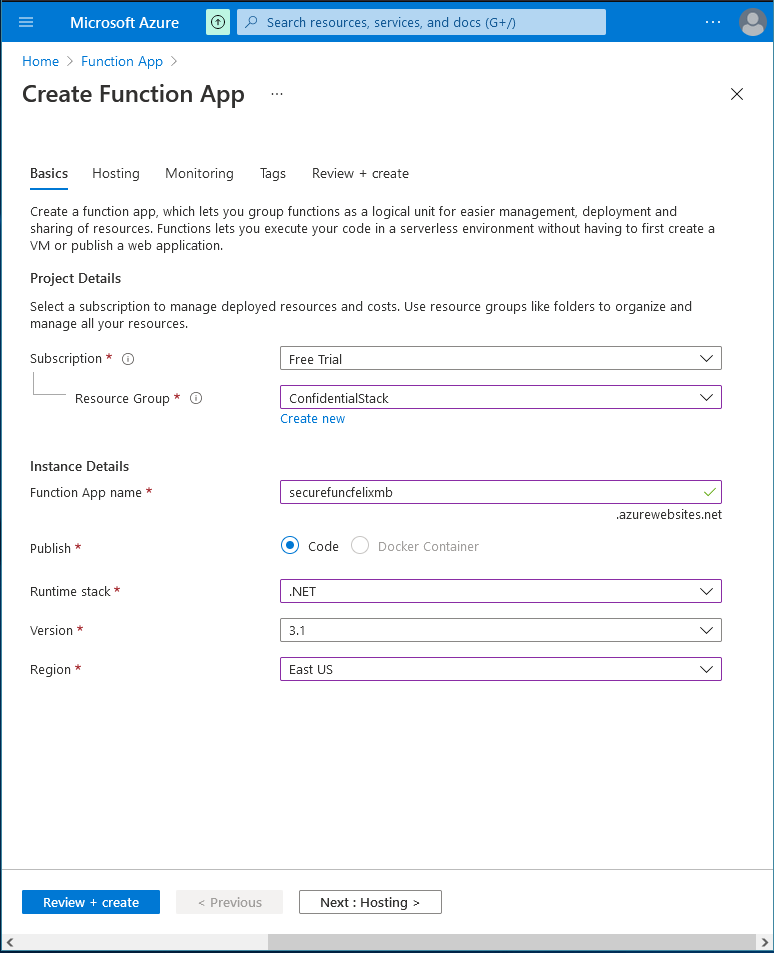 Microsoft Azure
Search resources, services, and docs (G+/)
...
Home > Function App >
Create Function App ...
Basics Hosting Monitoring Tags Review + create
Create a function app, which lets you group functions as a logical unit for easier management, deployment and
sharing of resources. Functions lets you execute your code in a serverless environment without having to first create a
VM or publish a web application.
Project Details
Select a subscription to manage deployed resources and costs. Use resource groups like folders to organize and
manage all your resources.
Subscription * Free Trial
Resource Group * ConfidentialStack
Create new
Instance Details
Function App name * securefuncfelixmb
.azurewebsites.net
Publish * Code Docker Container
Runtime stack * .NET
Version * 3.1
Region * East US
Review + create < Previous Next : Hosting >